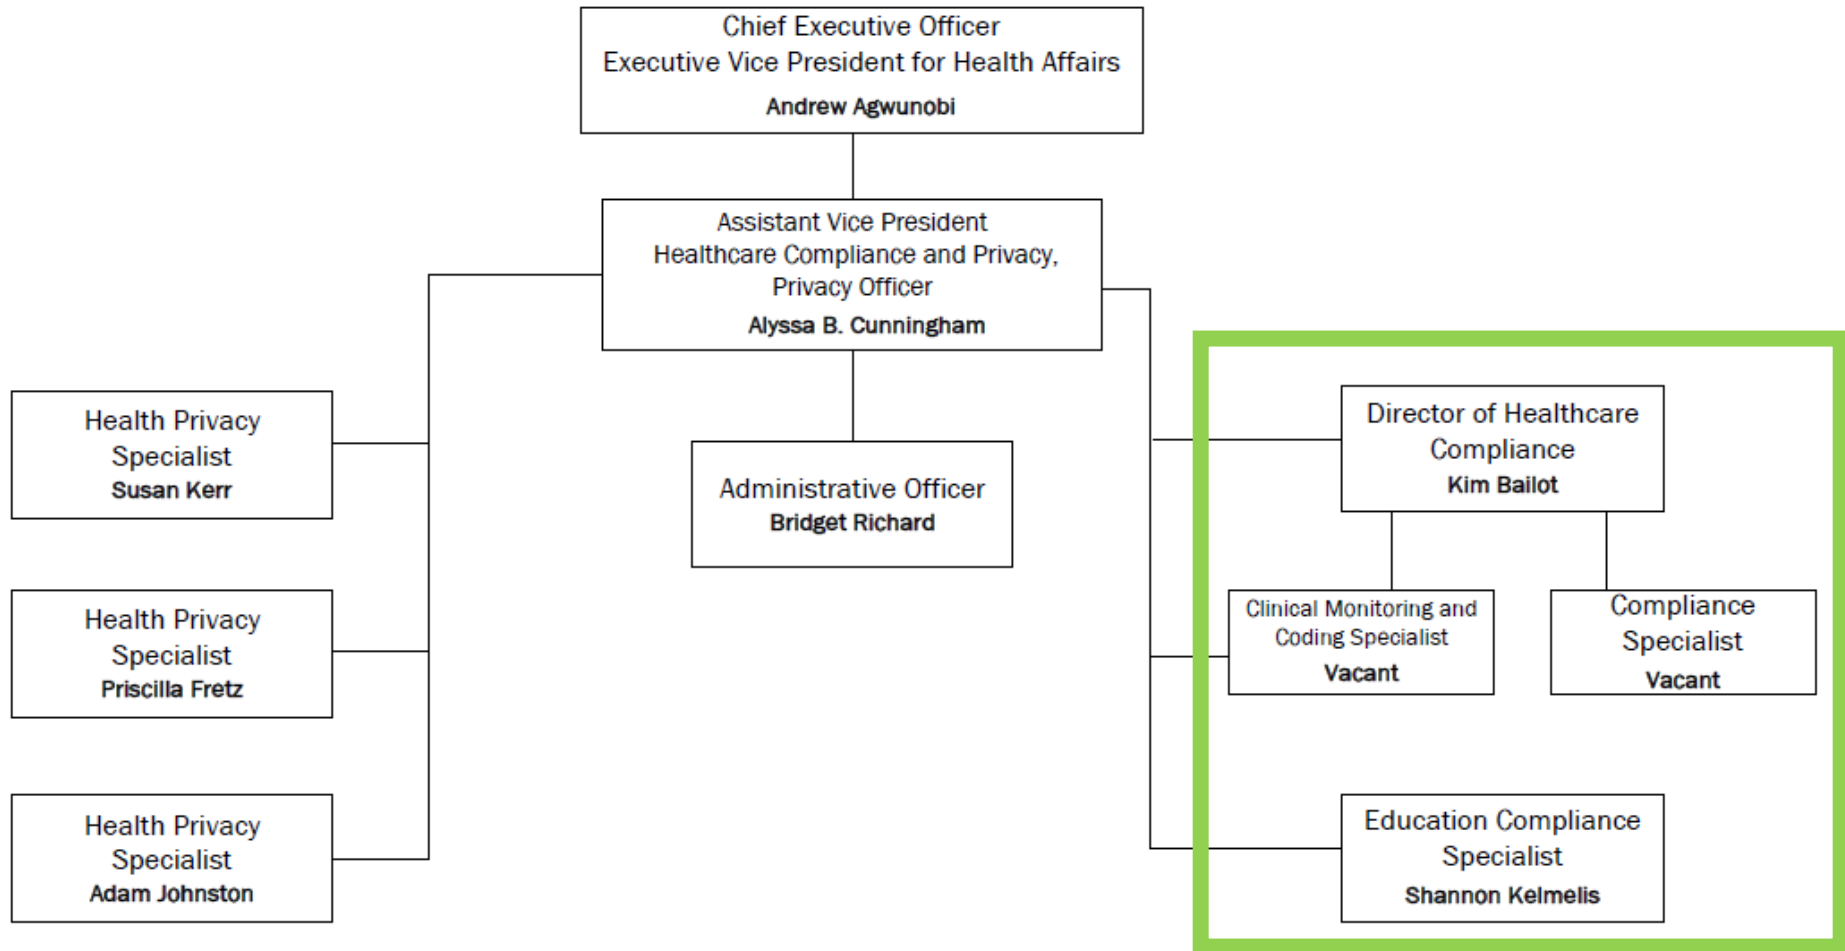 Chief Executive Officer
Executive Vice President for Health Affairs
Andrew Agwunobi
Assistant Vice President
Healthcare Compliance and Privacy,
Privacy Officer
Alyssa B. Cunningham
Health Privacy
Specialist
Susan Kerr
Health Privacy
Specialist
Priscilla Fretz
Health Privacy
Specialist
Adam Johnston
Administrative Officer
Bridget Richard
Director of Healthcare
Compliance
Kim Bailot
Clinical Monitoring and
Coding Specialist
Vacant
Compliance
Specialist
Vacant
Education Compliance
Specialist
Shannon Kelmelis